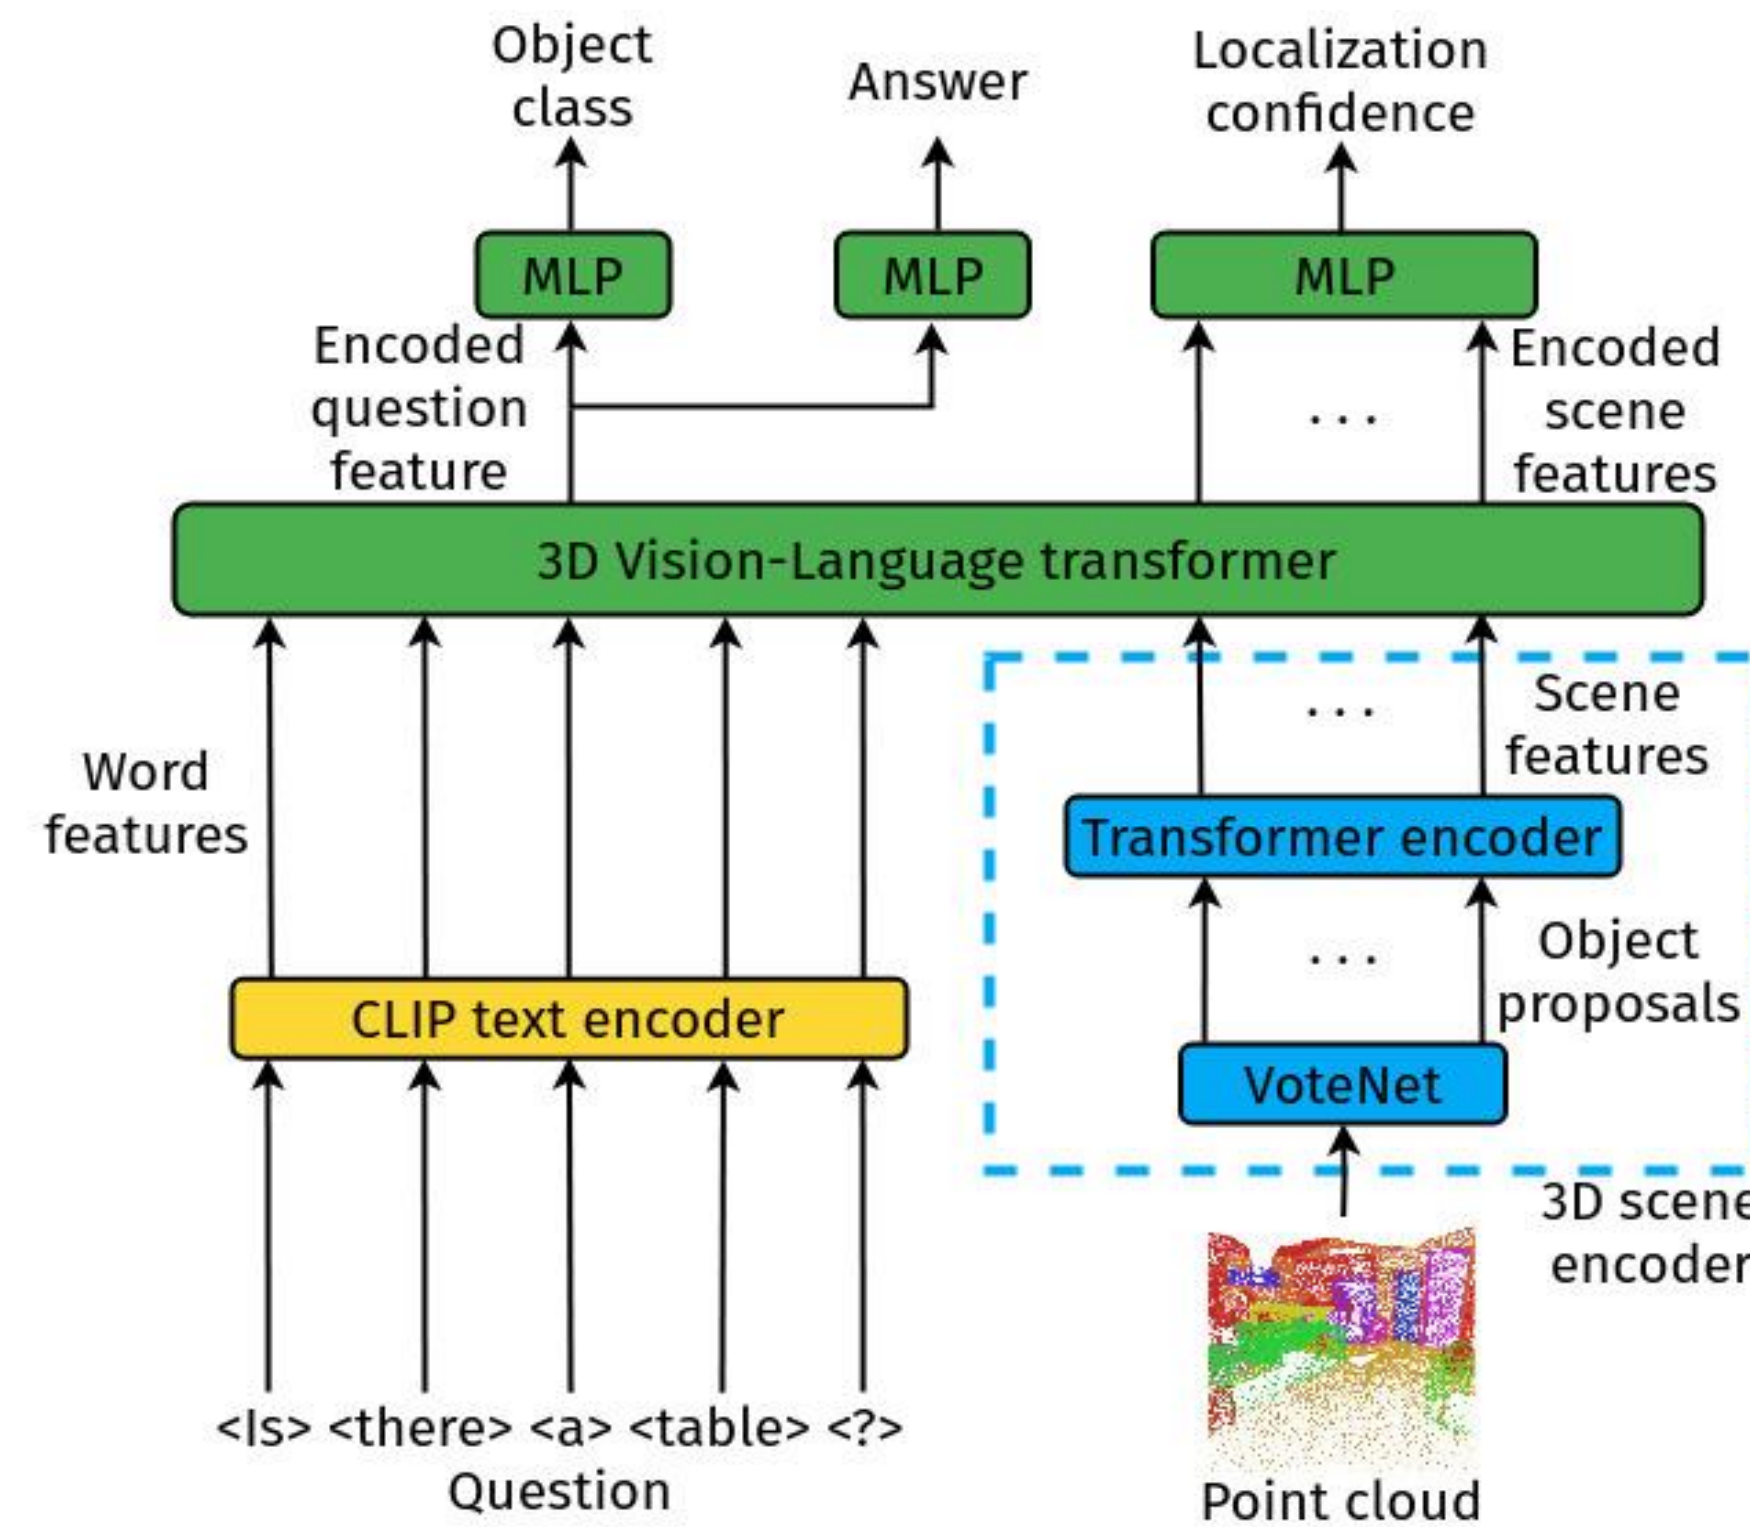 Object
class
Answer
Localization
confidence
MLP
MLP
MLP
Encoded
question
feature
. . .
Encoded
scene
features
3D Vision-Language transformer
Word
features
. . .
Scene
features
Transformer encoder
. . .
Object
proposals
CLIP text encoder
VoteNet
3D scene
encoder
<Is> <there> <a> <table> <?>
Question
Point cloud